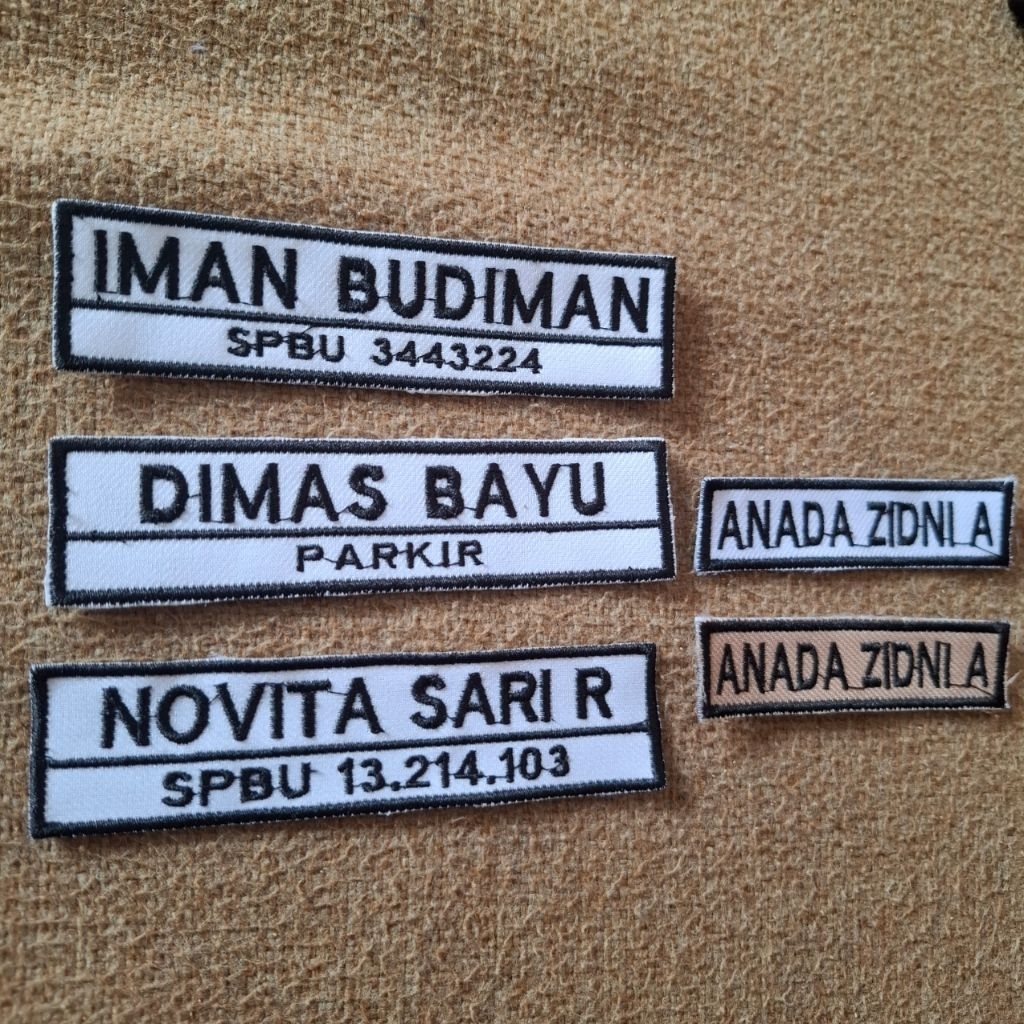 IMAN BUDIMAN
SPBU 3443224
DIMAS BAYU
PARKIR
NOVITA SARI R
SPBU 13.214.103
ANADA ZIDNI A
ANADA ZIDNI A